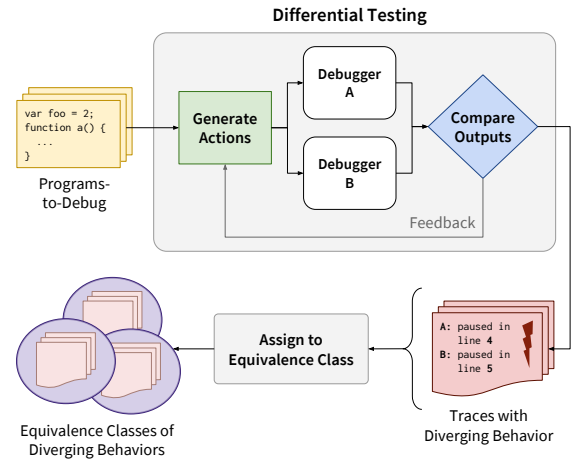 Differential Testing
var foo = 2;
function a() {
...
}
Programs-
to-Debug
Generate
Actions
Debugger
A
Debugger
B
Compare
Outputs
Feedback
A: paused in
line 4
B: paused in
line 5
Traces with
Diverging Behavior
Assign to
Equivalence Class
Equivalence Classes of
Diverging Behaviors